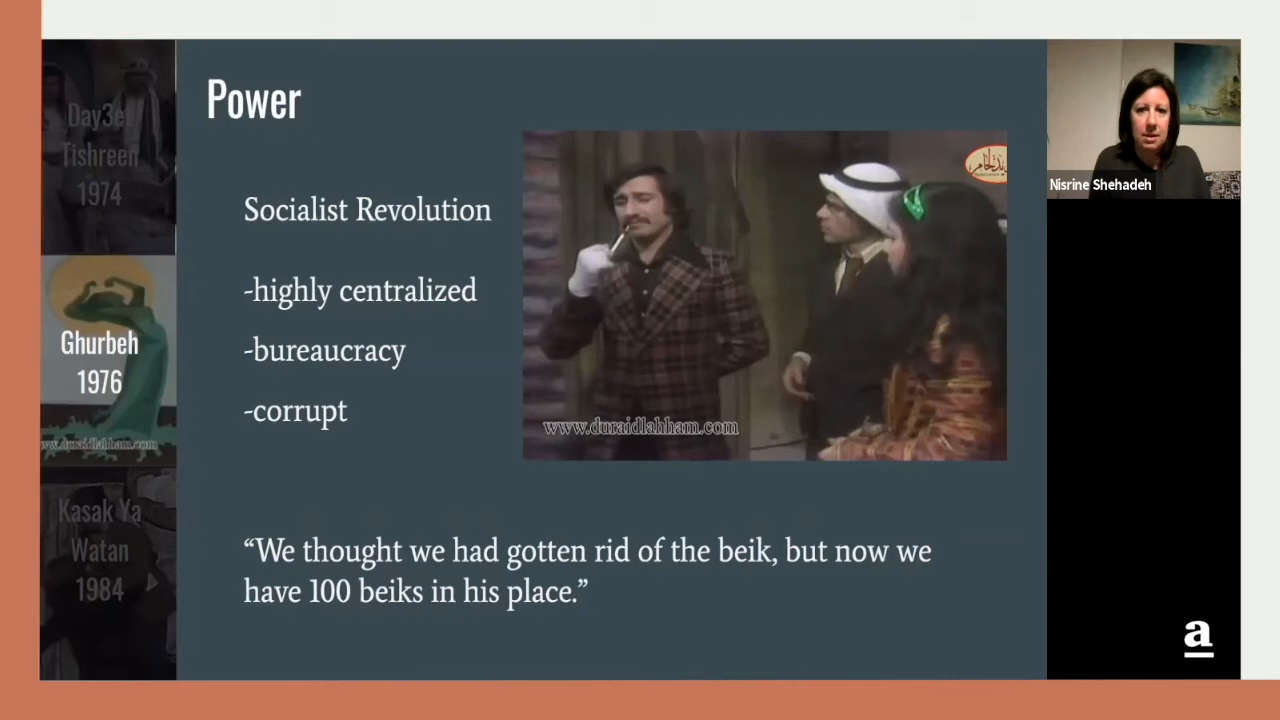 Power
Day3et
Tishreen
1974
Socialist Revolution
-highly centralized
-bureaucracy
-corrupt
Ghurbeh
1976
www.duraidlahham.com
www.duraidlahham.com
Kasak Ya
Watan
1984
“We thought we had gotten rid of the beik, but now we
have 100 beiks in his place.”
Nisrine Shehadeh
a